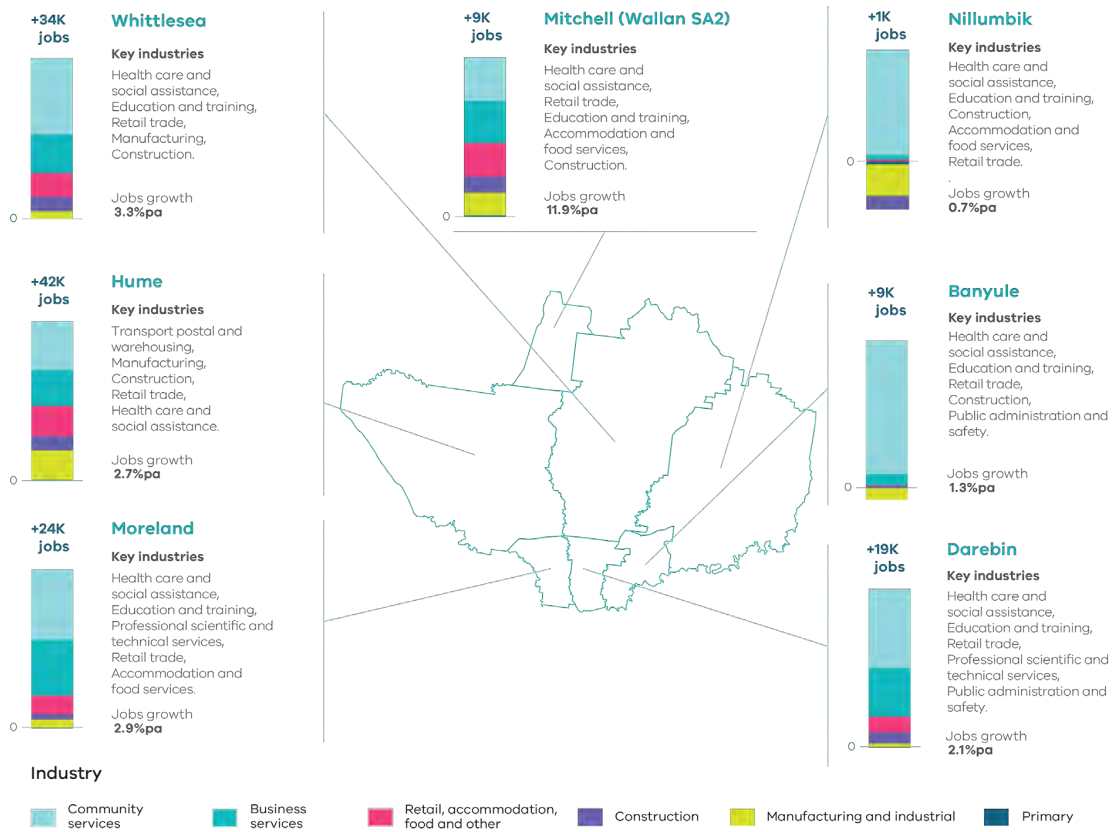 +34K
jobs
Whittlesea
Key industries
Health care and
social assistance,
Education and training,
Retail trade,
Manufacturing,
Construction.
Jobs growth
3.3%pa
0
+9K
jobs
Mitchell (Wallan SA2)
Key industries
Health care and
social assistance,
Retail trade,
Education and training,
Accommodation and
food services,
Construction.
Jobs growth
11.9%pa
0
+1K
jobs
Nillumbik
Key industries
Health care and
social assistance,
Education and training,
Construction,
Accommodation and
food services,
Retail trade.
.
Jobs growth
0.7%pa
0
+42K
jobs
Hume
Key industries
Transport postal and
warehousing,
Manufacturing,
Construction,
Retail trade,
Health care and
social assistance.
Jobs growth
2.7%pa
0
+9K
jobs
Banyule
Key industries
Health care and
social assistance,
Education and training,
Retail trade,
Construction,
Public administration and
safety.
Jobs growth
1.3%pa
0
+24K
jobs
Moreland
Key industries
Health care and
social assistance,
Education and training,
Professional scientific and
technical services,
Retail trade,
Accommodation and
food services.
Jobs growth
2.9%pa
0
+19K
jobs
Darebin
Key industries
Health care and
social assistance,
Education and training,
Retail trade,
Professional scientific and
technical services,
Public administration and
safety.
Jobs growth
2.1%pa
0
Industry
Community
services
Business
services
Retail, accommodation,
food and other
Construction
Manufacturing and industrial
Primary